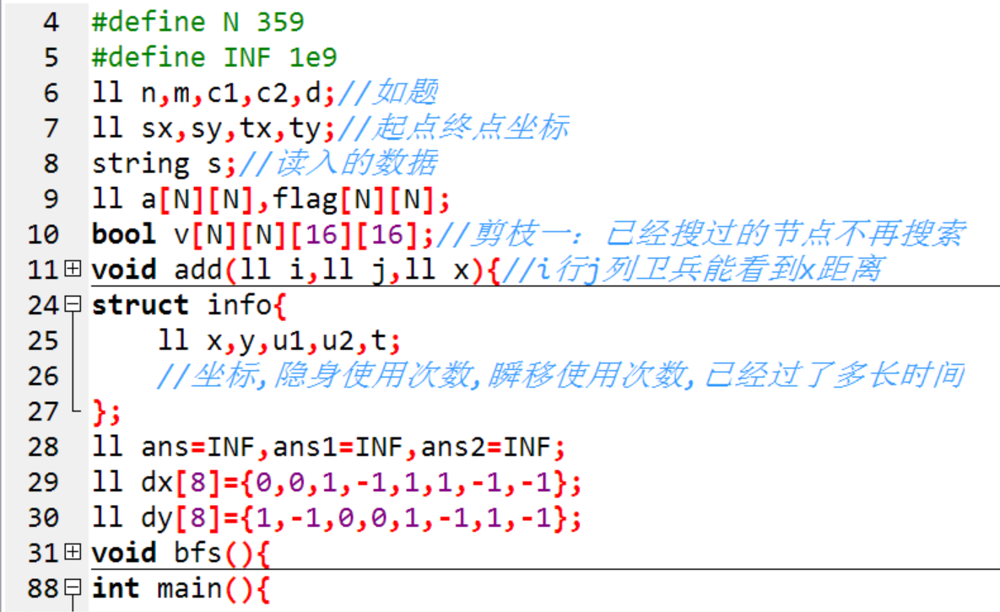 4 #define N 359
5 #define INF 1e9
6 ll n,m,c1,c2,d;//如题
7 ll sx,sy,tx,ty;//起点终点坐标
8 string s;//读入的数据
9 ll a[N][N],flag[N][N];
10 bool v[N][N][16][16];//剪枝一：已经搜过的节点不再搜索
11 void add(ll i,ll j,ll x){//i行j列卫兵能看到x距离
24 struct info{
25 ll x,y,u1,u2,t;
26 //坐标,隐身使用次数,瞬移使用次数,已经过了多长时间
27 };
28 ll ans=INF,ans1=INF,ans2=INF;
29 ll dx[8]={0,0,1,-1,1,1,-1,-1};
30 ll dy[8]={1,-1,0,0,1,-1,1,-1};
31 void bfs(){
88 int main(){